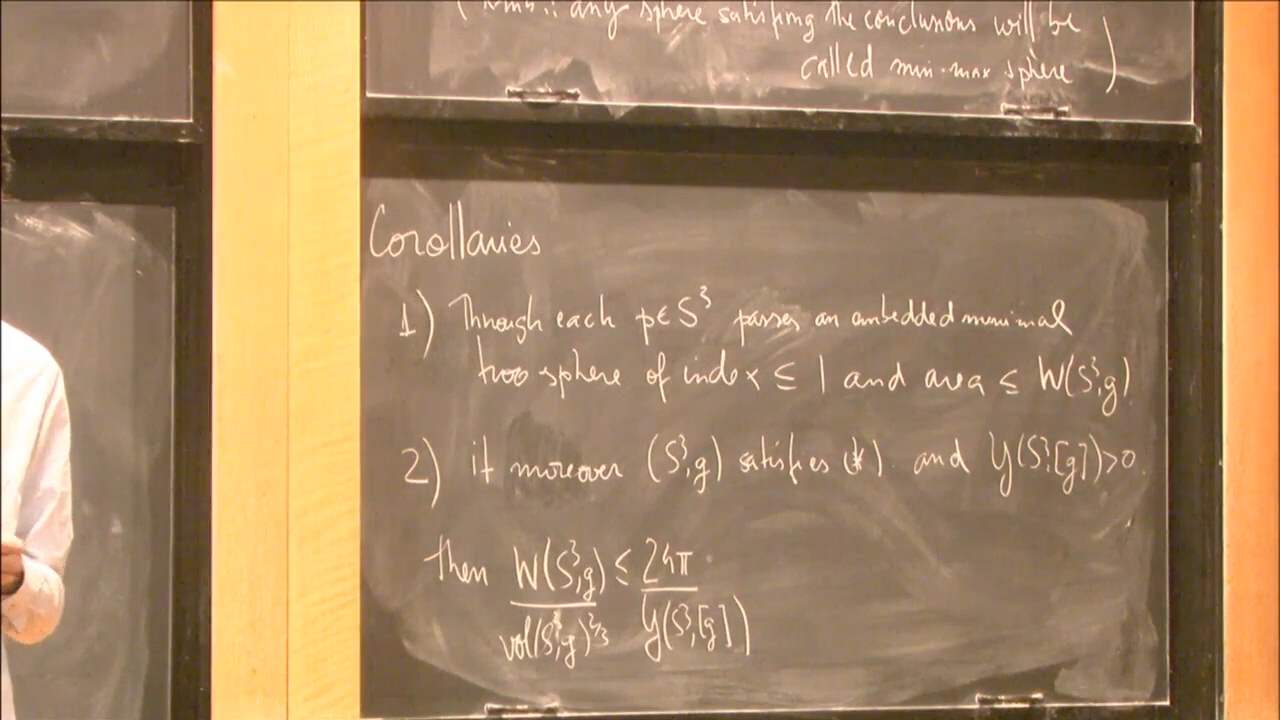 ( Rmk : any sphere satisfying the conclusions will be
called min-max sphere )
Corollaries
1) Through each p∈S³ passes an embedded minimal
two sphere of index ≤ 1 and area ≤ W(S³,g)
2) if moreover (S³,g) satisfies (*) and Y(S³,[g])>0.
then W(S³,g) / vol(S³,g)^{2/3} ≤ 24π / Y(S³,[g])